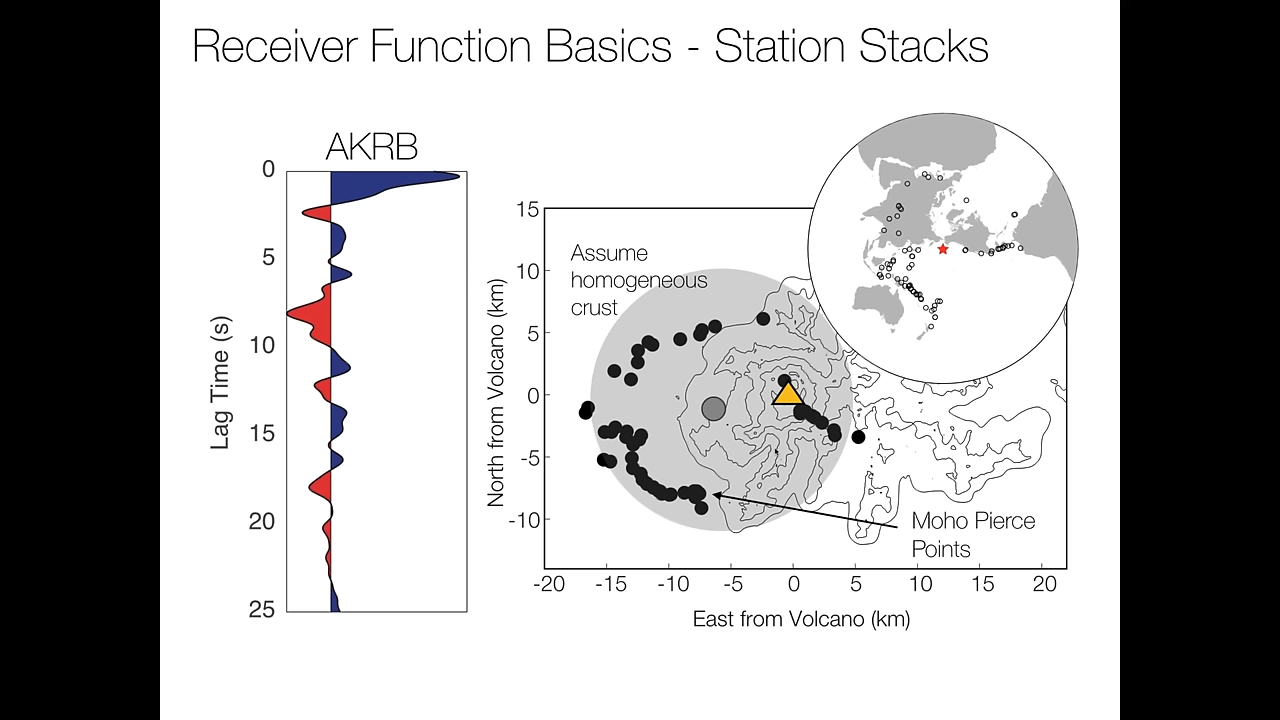 Receiver Function Basics - Station Stacks
AKRB
0
5
10
15
20
25
Lag Time (s)
15
10
5
0
-5
-10
North from Volcano (km)
Assume
homogeneous
crust
Moho Pierce
Points
-20
-15
-10
-5
0
5
10
15
20
East from Volcano (km)